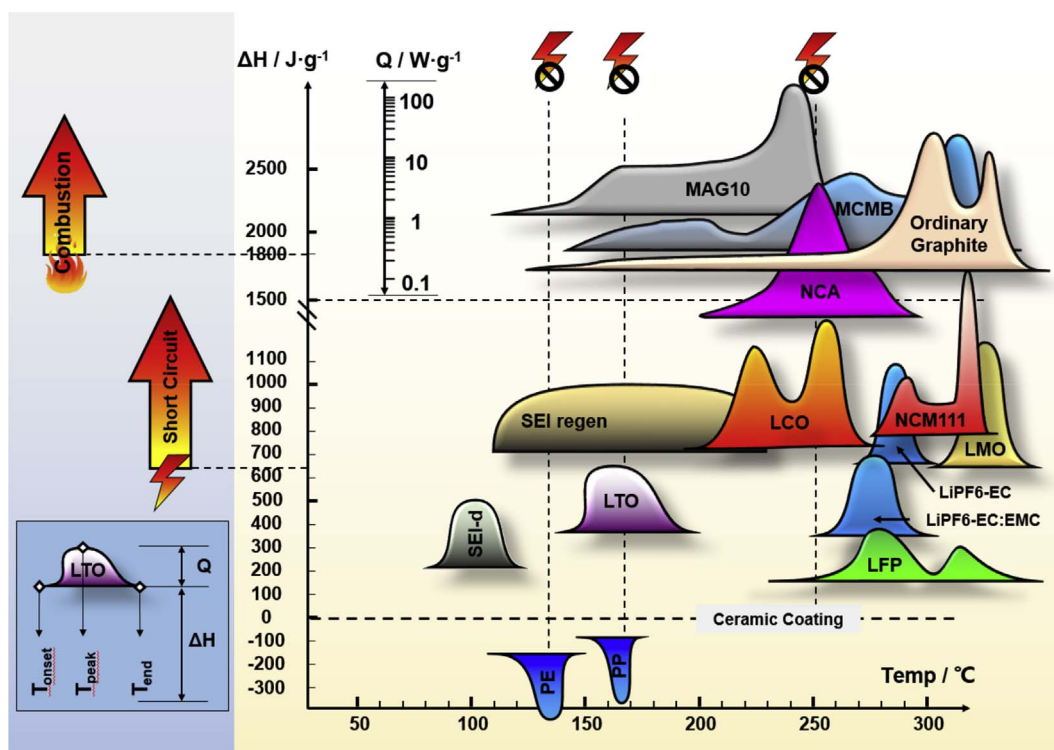 ΔH / J·g⁻¹
Q / W·g⁻¹
100
10
1
0.1
2500
2000
1800
1500
1100
1000
900
800
700
600
500
400
300
200
100
0
-100
-200
-300
50
100
150
200
250
300
Temp / ℃
Combustion
Short Circuit
MAG10
MCMB
Ordinary
Graphite
NCA
SEI regen
LCO
NCM111
LMO
LiPF6-EC
LiPF6-EC:EMC
SEI-d
LTO
LFP
Ceramic Coating
PE
PP
LTO
Q
ΔH
Tonset
Tpeak
Tend